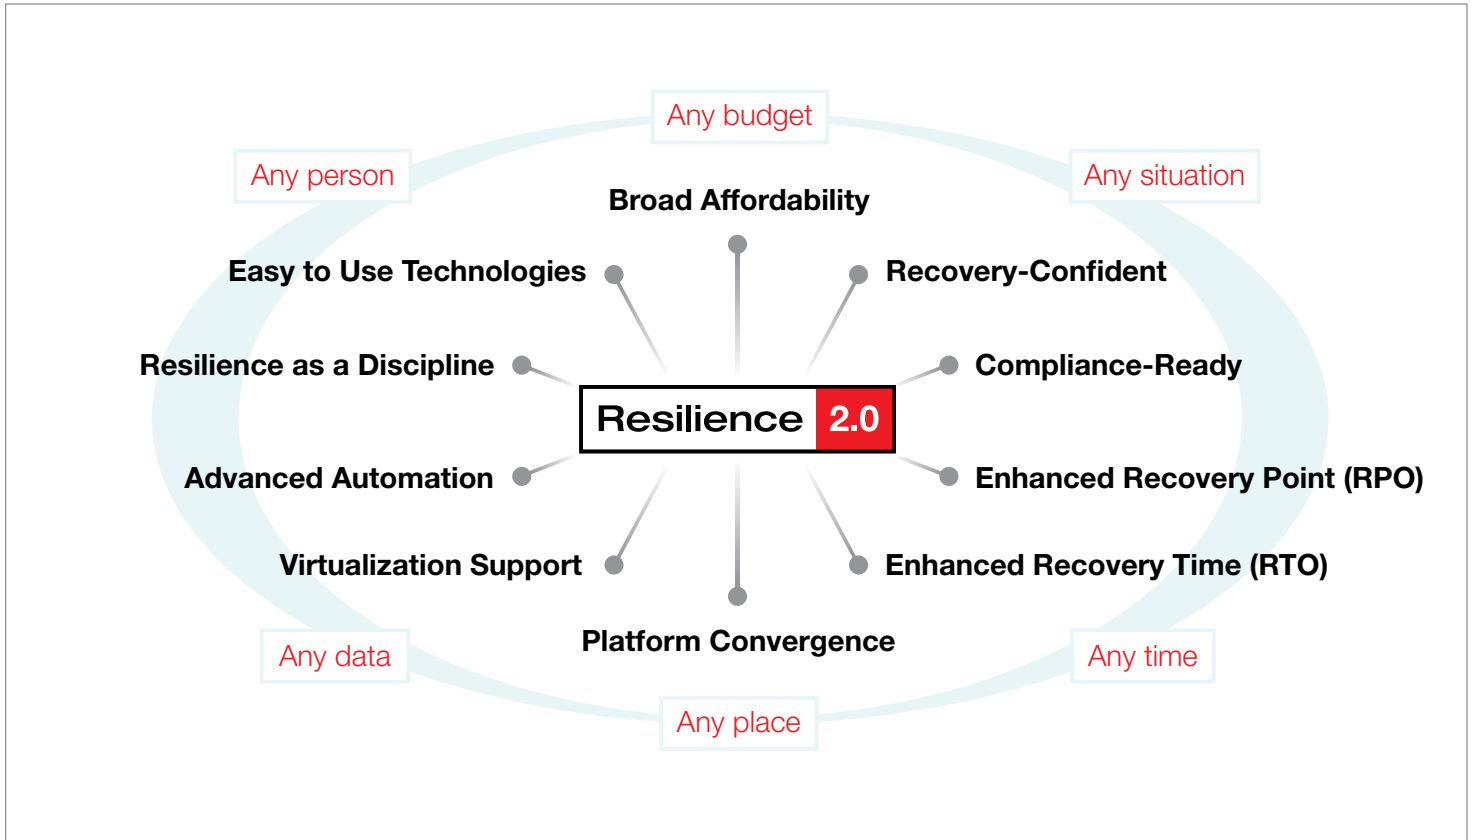 Any budget
Any person
Any situation
Broad Affordability
Easy to Use Technologies
Recovery-Confident
Resilience as a Discipline
Compliance-Ready
Resilience 2.0
Advanced Automation
Enhanced Recovery Point (RPO)
Virtualization Support
Enhanced Recovery Time (RTO)
Platform Convergence
Any data
Any time
Any place